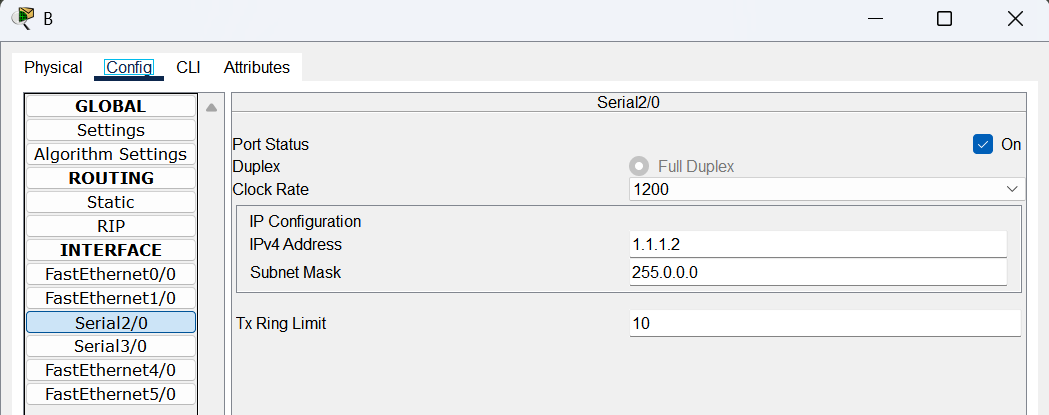 B
Physical Config CLI Attributes
GLOBAL
Settings
Algorithm Settings
ROUTING
Static
RIP
INTERFACE
FastEthernet0/0
FastEthernet1/0
Serial2/0
Serial3/0
FastEthernet4/0
FastEthernet5/0
Serial2/0
Port Status On
Duplex Full Duplex
Clock Rate 1200
IP Configuration
IPv4 Address 1.1.1.2
Subnet Mask 255.0.0.0
Tx Ring Limit 10